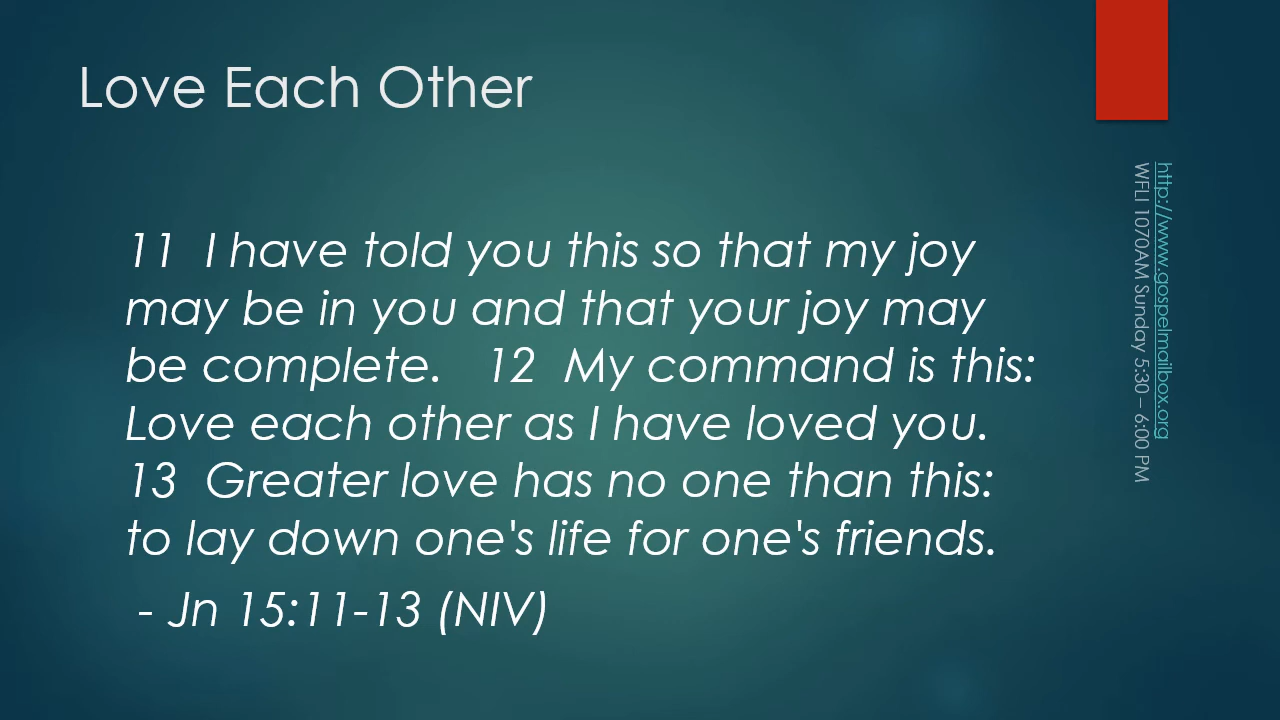 Love Each Other
11  I have told you this so that my joy
may be in you and that your joy may
be complete.   12  My command is this:
Love each other as I have loved you.
13  Greater love has no one than this:
to lay down one's life for one's friends.
- Jn 15:11-13 (NIV)
http://www.gospelmailbox.org
WFLI 1070AM Sunday 5:30 – 6:00 PM